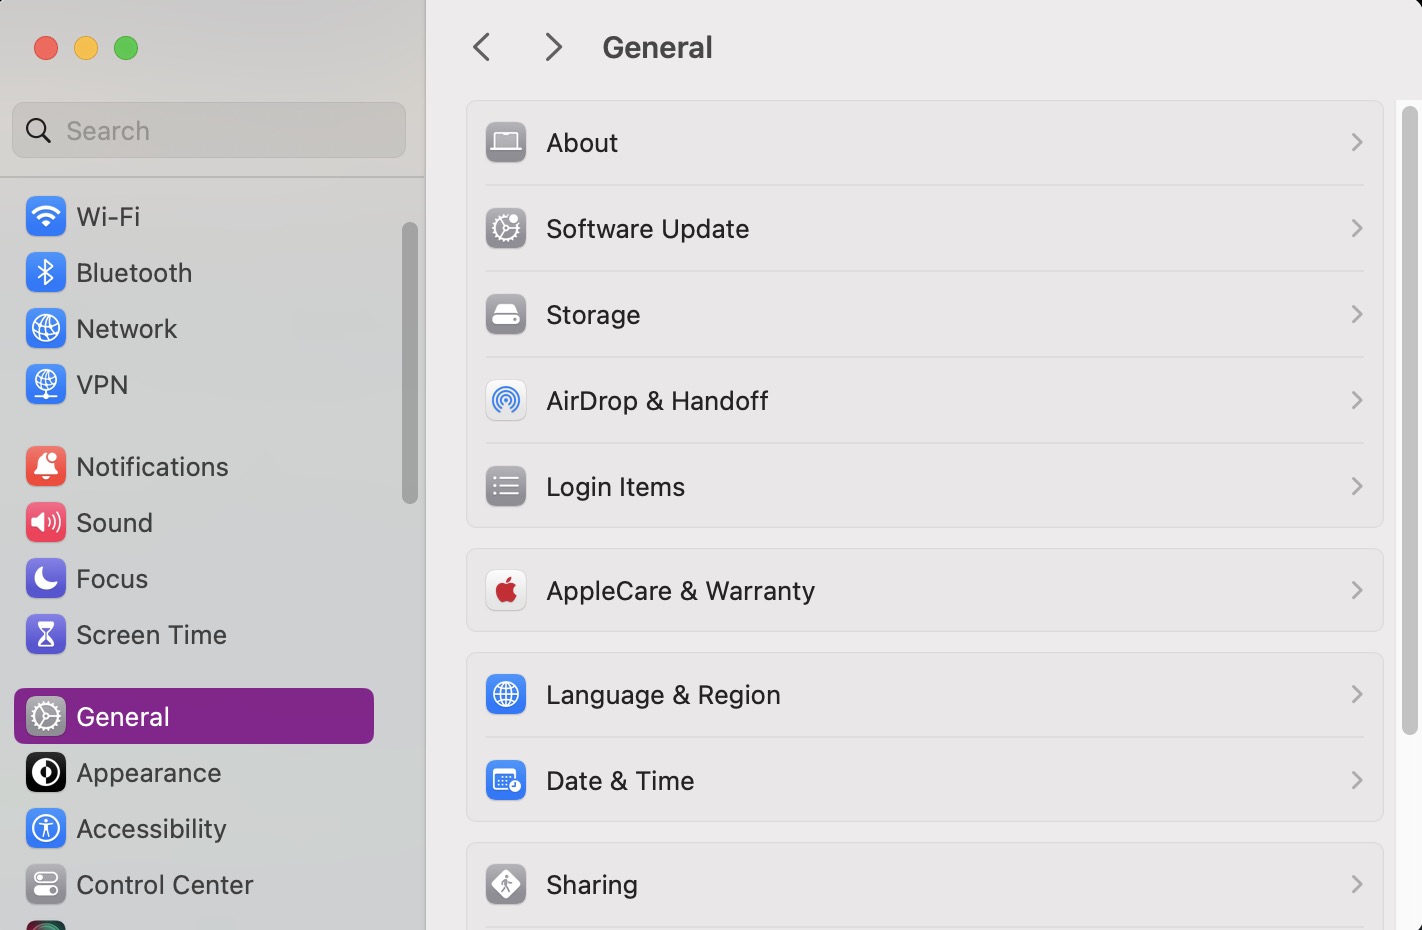 General
Search
Wi-Fi
Bluetooth
Network
VPN
Notifications
Sound
Focus
Screen Time
General
Appearance
Accessibility
Control Center
About
Software Update
Storage
AirDrop & Handoff
Login Items
AppleCare & Warranty
Language & Region
Date & Time
Sharing